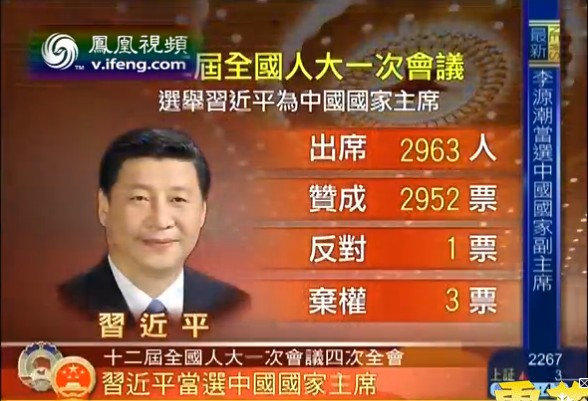 鳳凰視頻
v.ifeng.com
屆全國人大一次會議
選舉習近平為中國國家主席
出席 2963 人
贊成 2952 票
反對 1 票
棄權 3 票
習近平
十二屆全國人大一次會議四次全會
習近平當選中國國家主席
最新
李源潮當選中國國家副主席
上証
2267
3